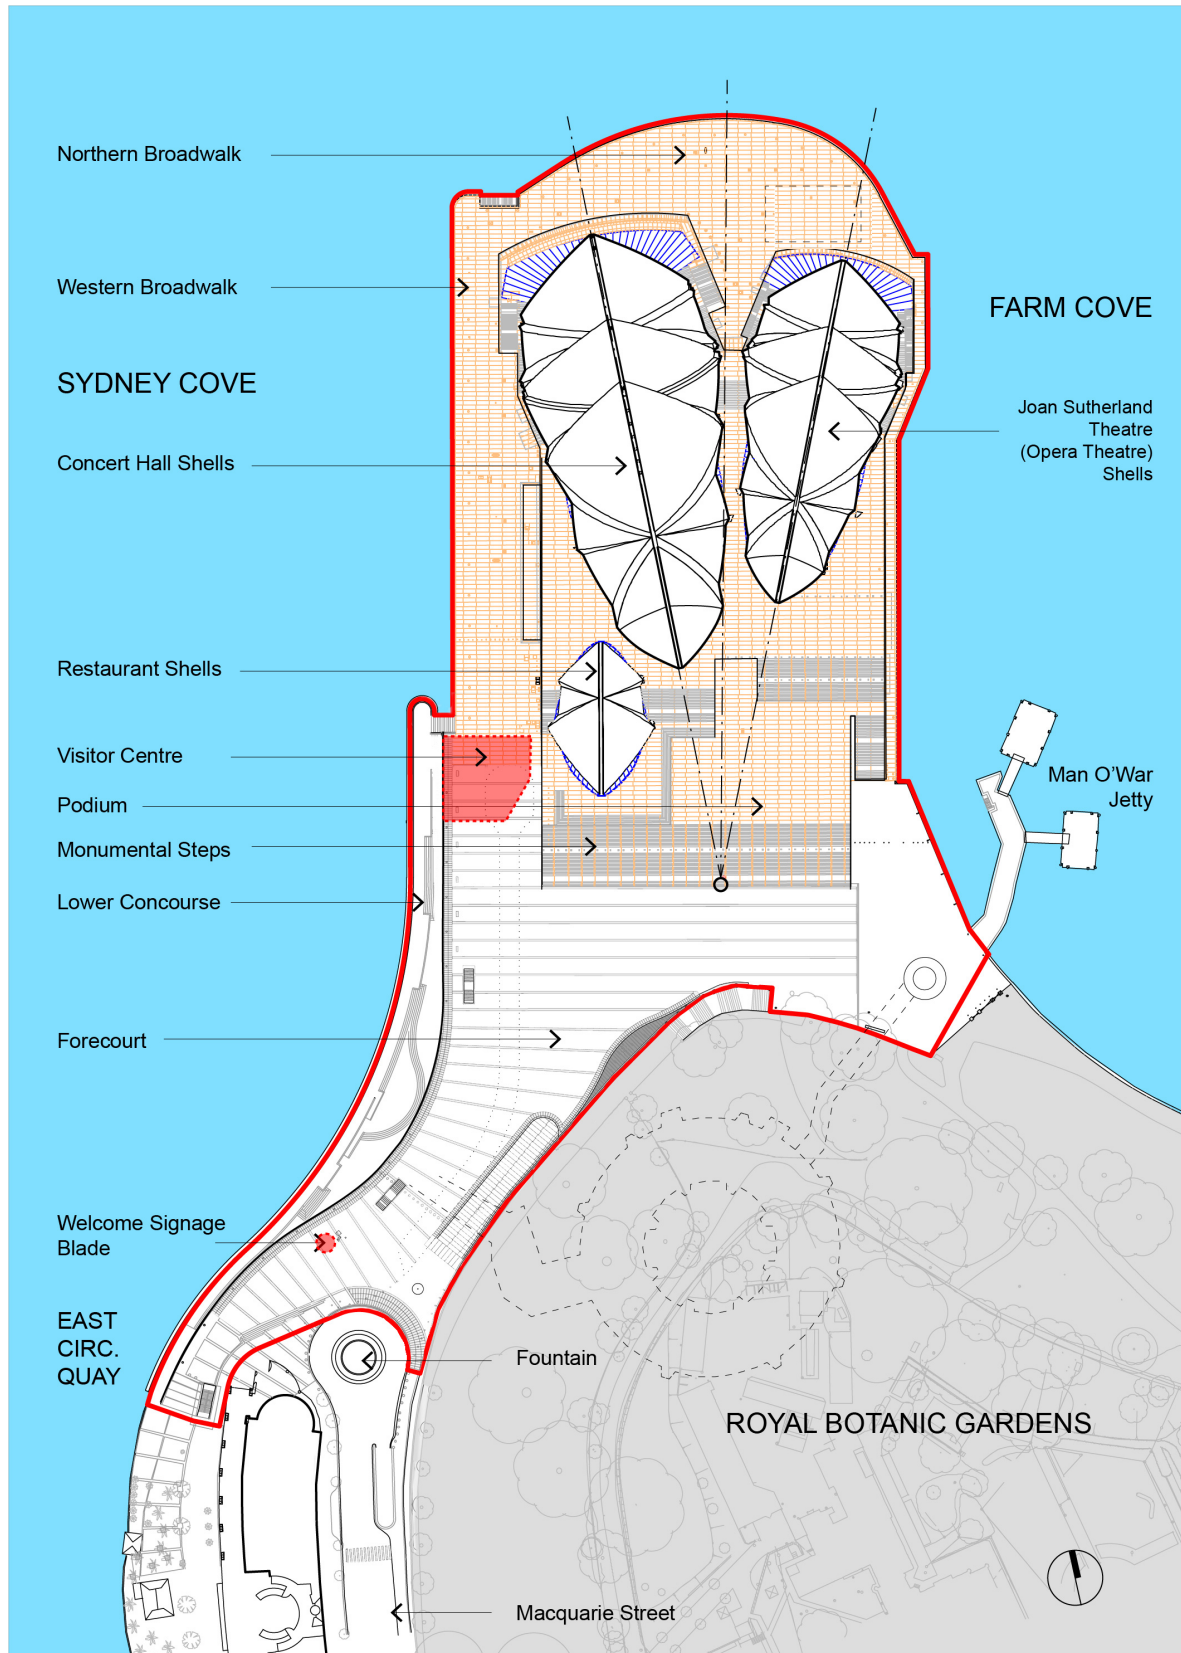 Northern Broadwalk
Western Broadwalk
FARM COVE
SYDNEY COVE
Joan Sutherland
Theatre
(Opera Theatre)
Shells
Concert Hall Shells
Restaurant Shells
Visitor Centre
Man O'War
Jetty
Podium
Monumental Steps
Lower Concourse
Forecourt
Welcome Signage
Blade
EAST
CIRC.
QUAY
Fountain
ROYAL BOTANIC GARDENS
Macquarie Street